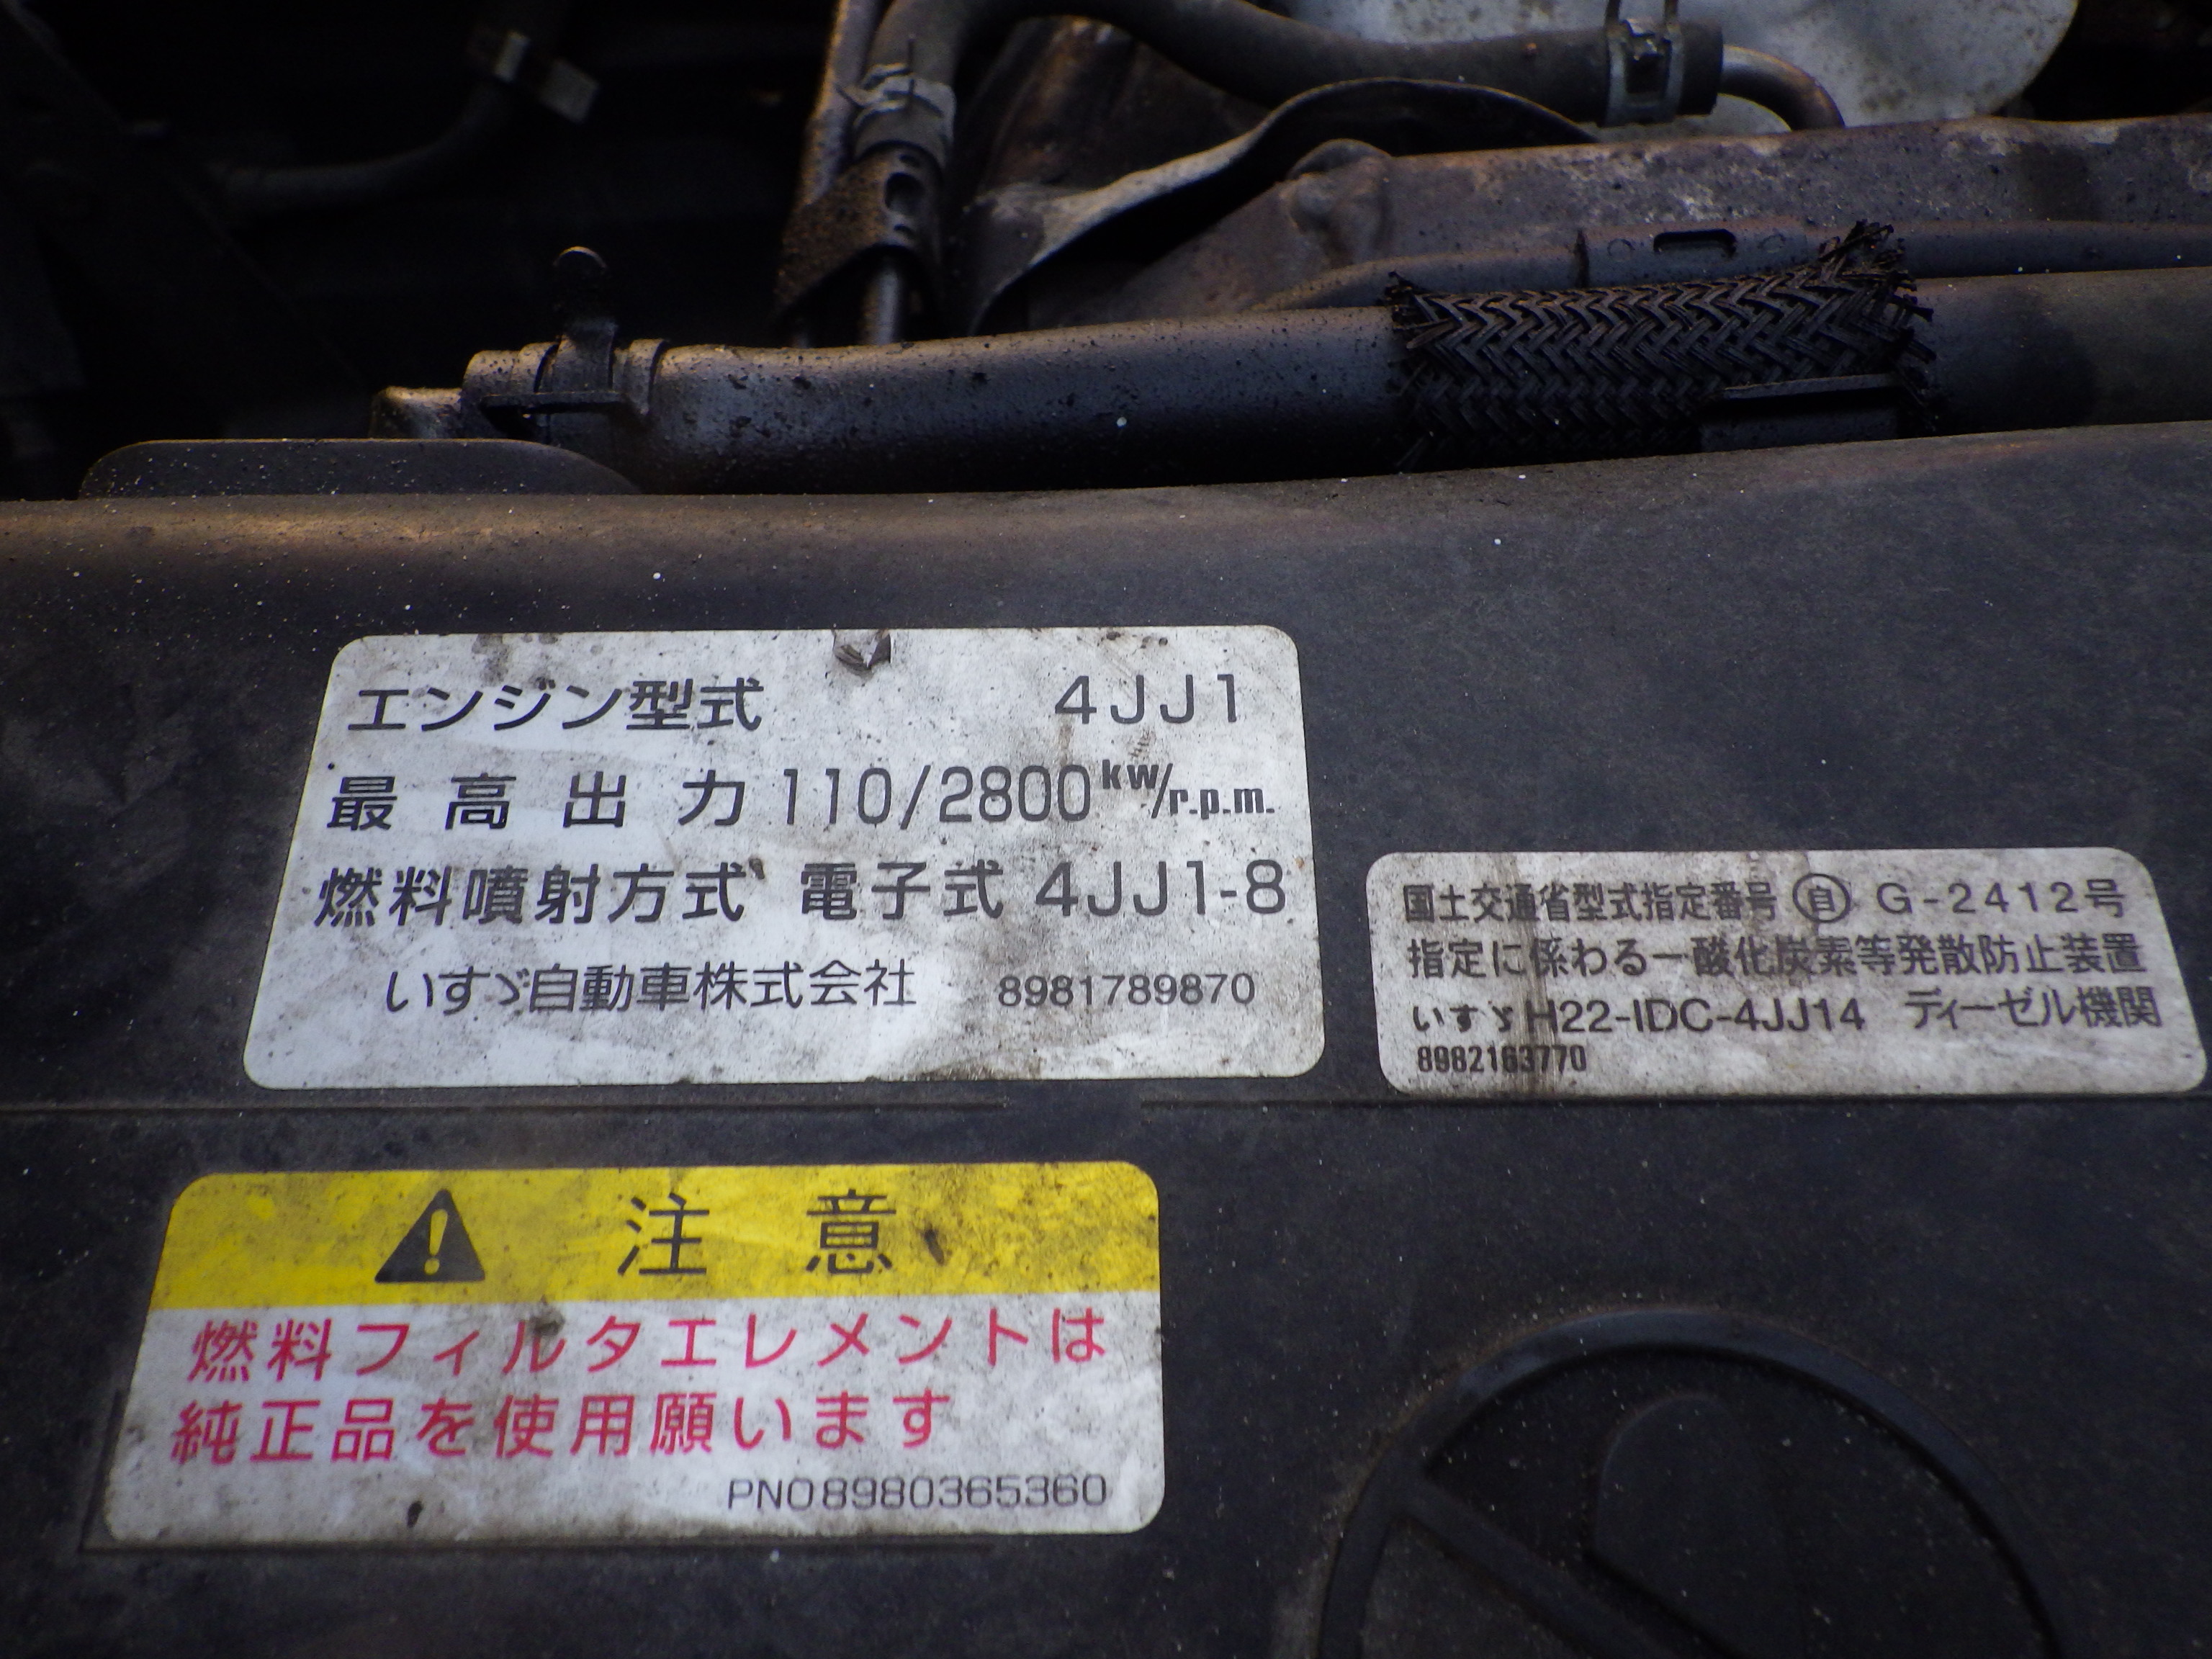 エンジン型式 4JJ1
最高出力 110/2800kw/r.p.m.
燃料噴射方式 電子式 4JJ1-8
いすゞ自動車株式会社 8981789870
国土交通省型式指定番号 ㊀自 G-2412号
指定に係わる一酸化炭素等発散防止装置
いすゞ H22-IDC-4JJ14 ディーゼル機関
8982163770
注意
燃料フィルタエレメントは
純正品を使用願います
PNO8980365360